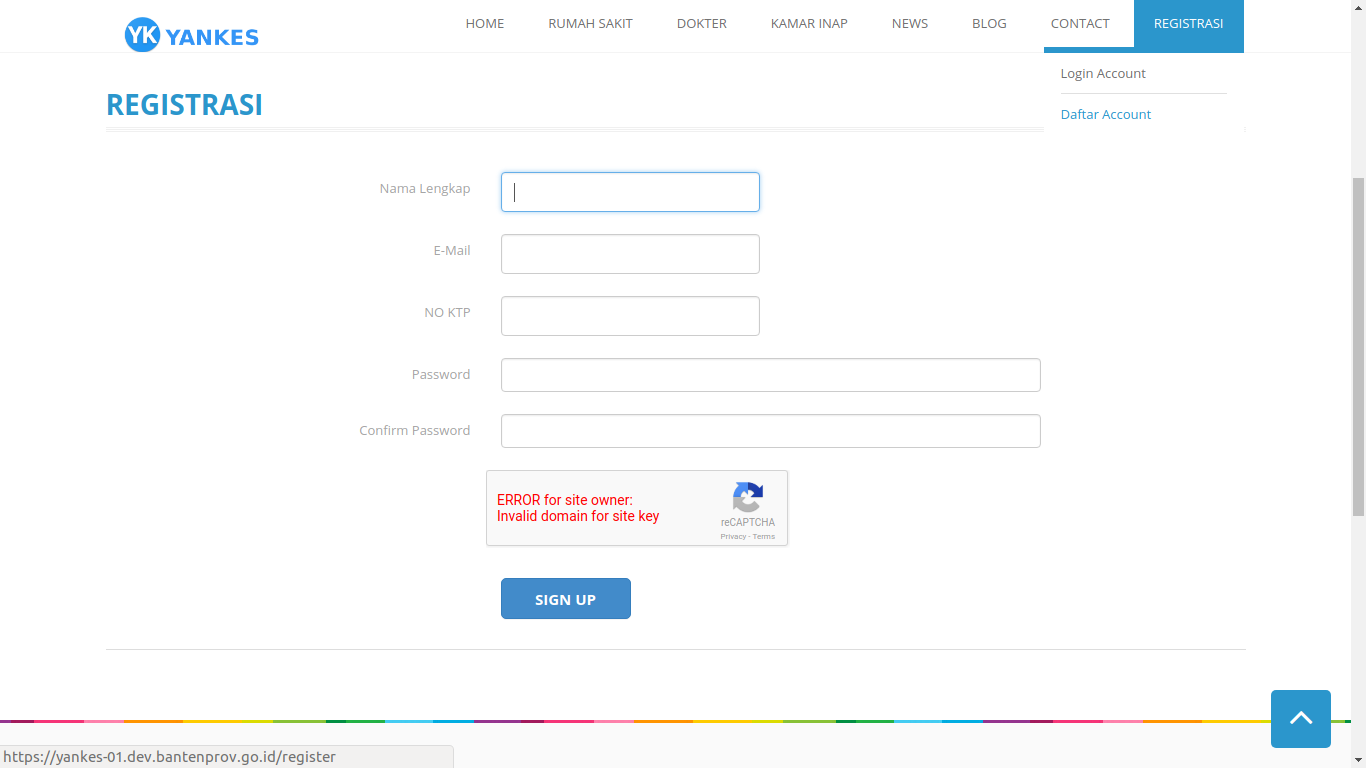 YK YANKES
HOME RUMAH SAKIT DOKTER KAMAR INAP NEWS BLOG CONTACT REGISTRASI
Login Account
Daftar Account
REGISTRASI
Nama Lengkap
E-Mail
NO KTP
Password
Confirm Password
ERROR for site owner:
Invalid domain for site key
reCAPTCHA
Privacy - Terms
SIGN UP
https://yankes-01.dev.bantenprov.go.id/register